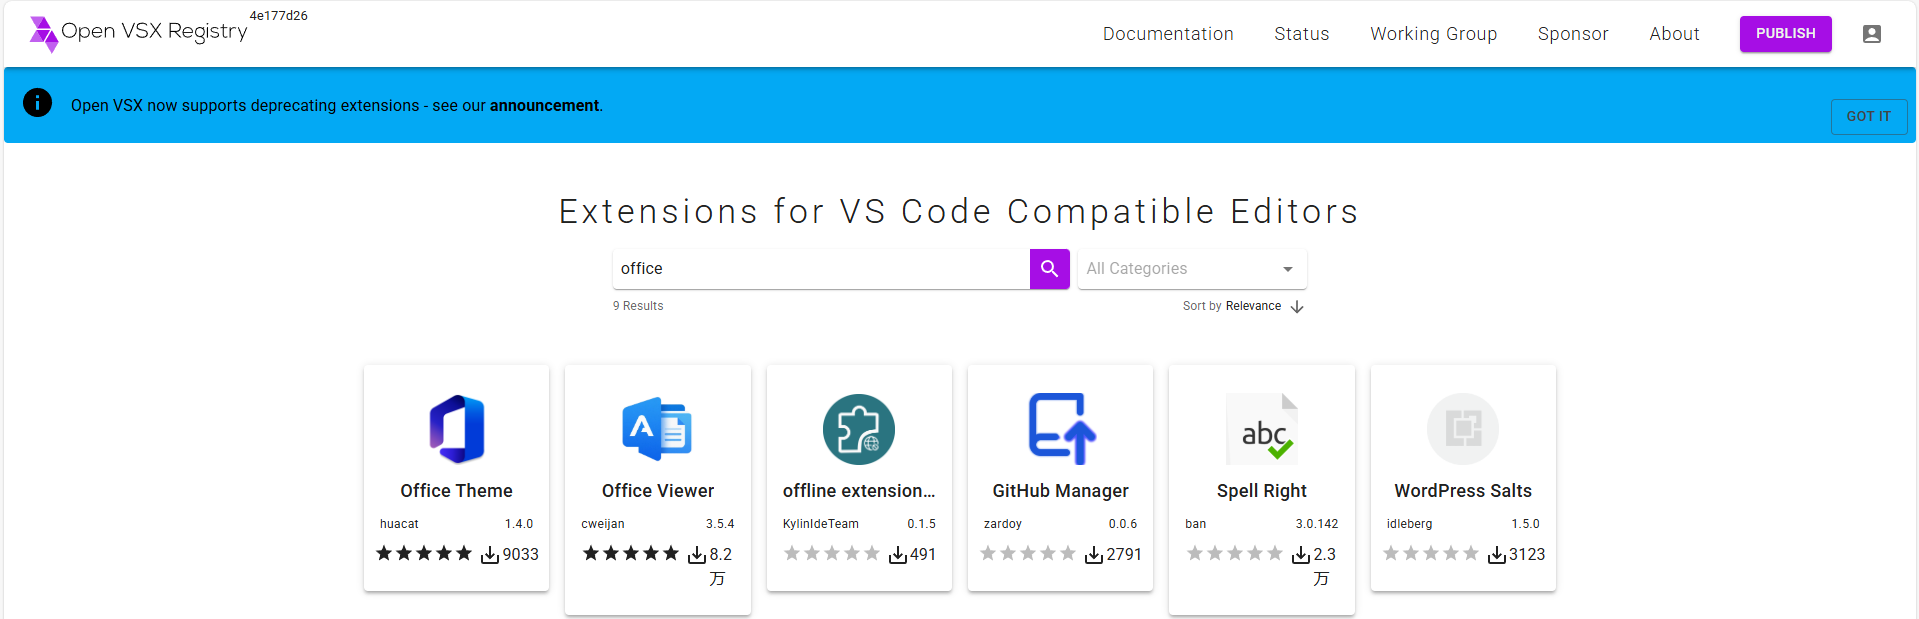 Open VSX Registry
4e177d26
Documentation
Status
Working Group
Sponsor
About
PUBLISH
Open VSX now supports deprecating extensions - see our announcement.
GOT IT
Extensions for VS Code Compatible Editors
office
All Categories
9 Results
Sort by Relevance
Office Theme
huacat
1.4.0
9033
A
Office Viewer
cweijan
3.5.4
8.2
万
offline extension...
KylinIdeTeam
0.1.5
491
GitHub Manager
zardoy
0.0.6
2791
abc
Spell Right
ban
3.0.142
2.3
万
WordPress Salts
idleberg
1.5.0
3123